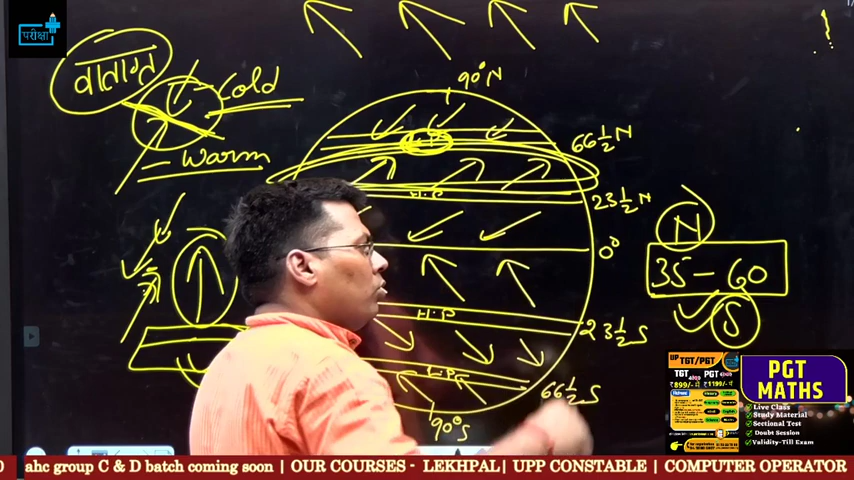 परीक्षा
वाताग्र
Cold
= warm
90°N
66½N
L.P
H.P
23½N
0°
N
35-60
S
H.P
23½S
L.P
66½S
90°S
UP TGT/PGT
TGT
PGT
₹899/-में
₹1199/-में
PGT
MATHS
Live Class
Study Material
Sectional Test
Doubt Session
Validity-Till Exam
ahc group C & D batch coming soon | OUR COURSES - LEKHPAL| UPP CONSTABLE | COMPUTER OPERATOR